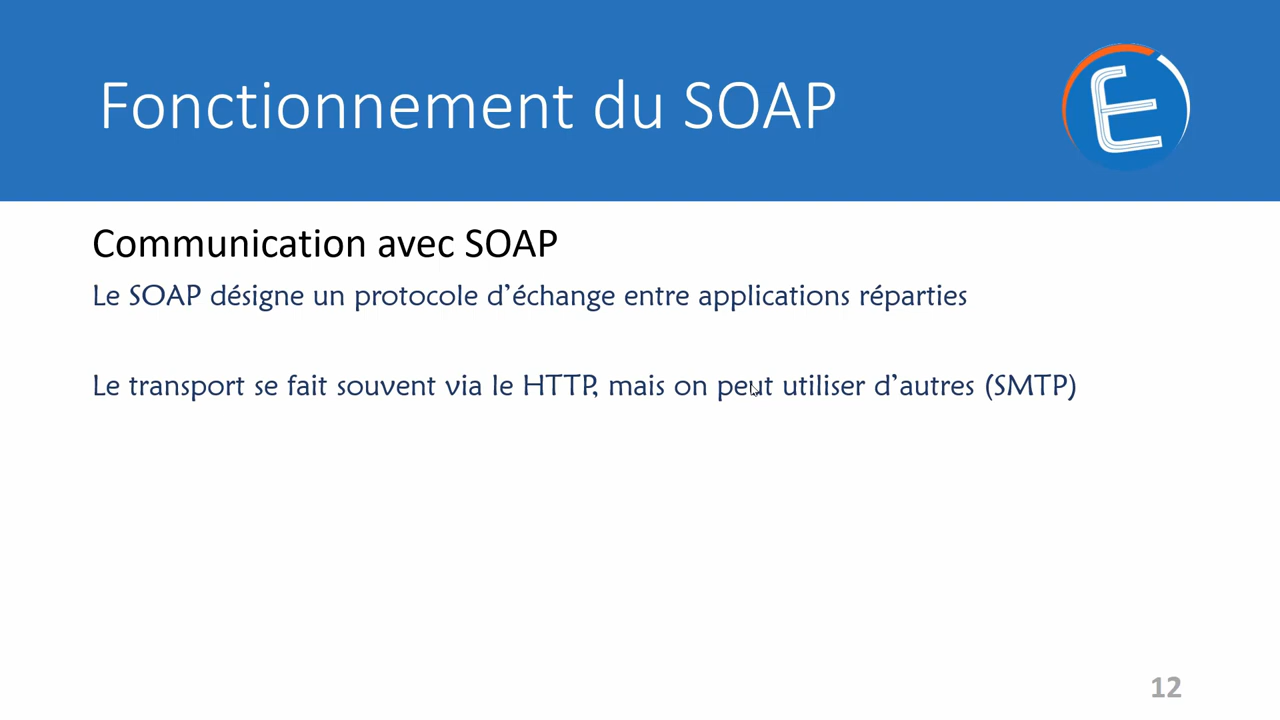 Fonctionnement du SOAP
E
Communication avec SOAP
Le SOAP désigne un protocole d’échange entre applications réparties
Le transport se fait souvent via le HTTP, mais on peut utiliser d’autres (SMTP)
12